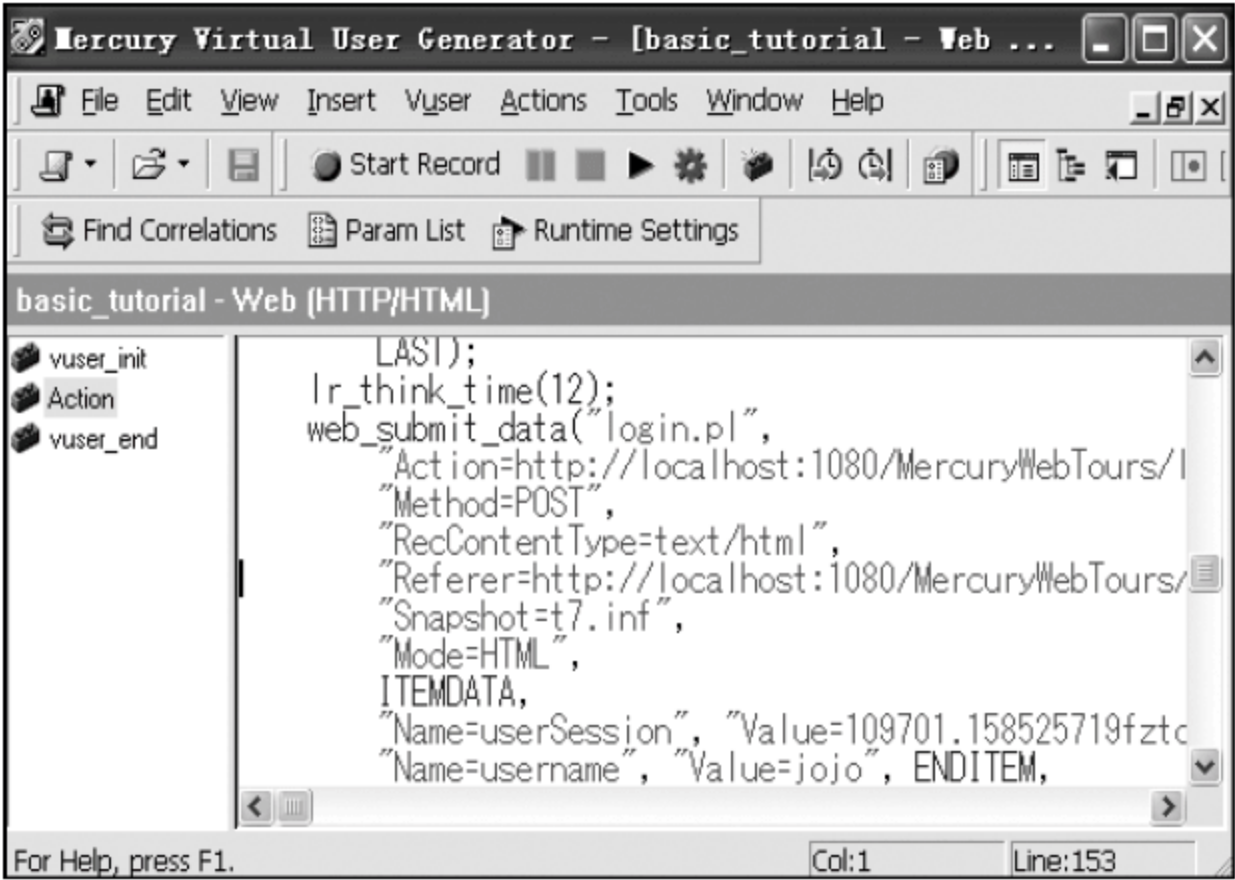 Mercury Virtual User Generator - [basic_tutorial - Web ...
File Edit View Insert Vuser Actions Tools Window Help
Start Record
Find Correlations Param List Runtime Settings
basic_tutorial - Web (HTTP/HTML)
vuser_init
Action
vuser_end
LAST);
lr_think_time(12);
web_submit_data("login.pl",
"Action=http://localhost:1080/MercuryWebTours/l
"Method=POST",
"RecContentType=text/html",
"Referer=http://localhost:1080/MercuryWebTours/
"Snapshot=t7.inf",
"Mode=HTML",
ITEMDATA,
"Name=userSession", "Value=109701.158525719fztc
"Name=username", "Value=jojo", ENDITEM,
For Help, press F1.
Col:1 Line:153